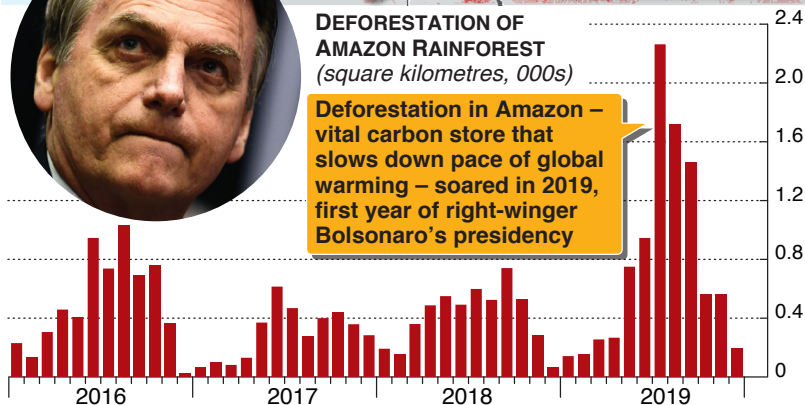 DEFORESTATION OF
AMAZON RAINFOREST
(square kilometres, 000s)
Deforestation in Amazon –
vital carbon store that
slows down pace of global
warming – soared in 2019,
first year of right-winger
Bolsonaro's presidency
2.4
2.0
1.6
1.2
0.8
0.4
0
2016
2017
2018
2019